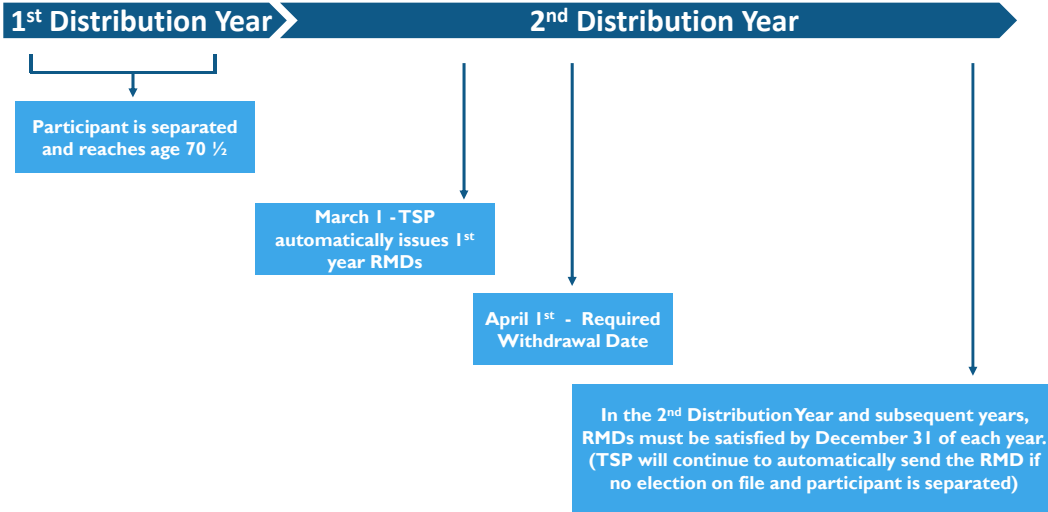 1st Distribution Year
2nd Distribution Year
Participant is separated
and reaches age 70 ½
March 1 - TSP
automatically issues 1st
year RMDs
April 1st - Required
Withdrawal Date
In the 2nd Distribution Year and subsequent years,
RMDs must be satisfied by December 31 of each year.
(TSP will continue to automatically send the RMD if
no election on file and participant is separated)